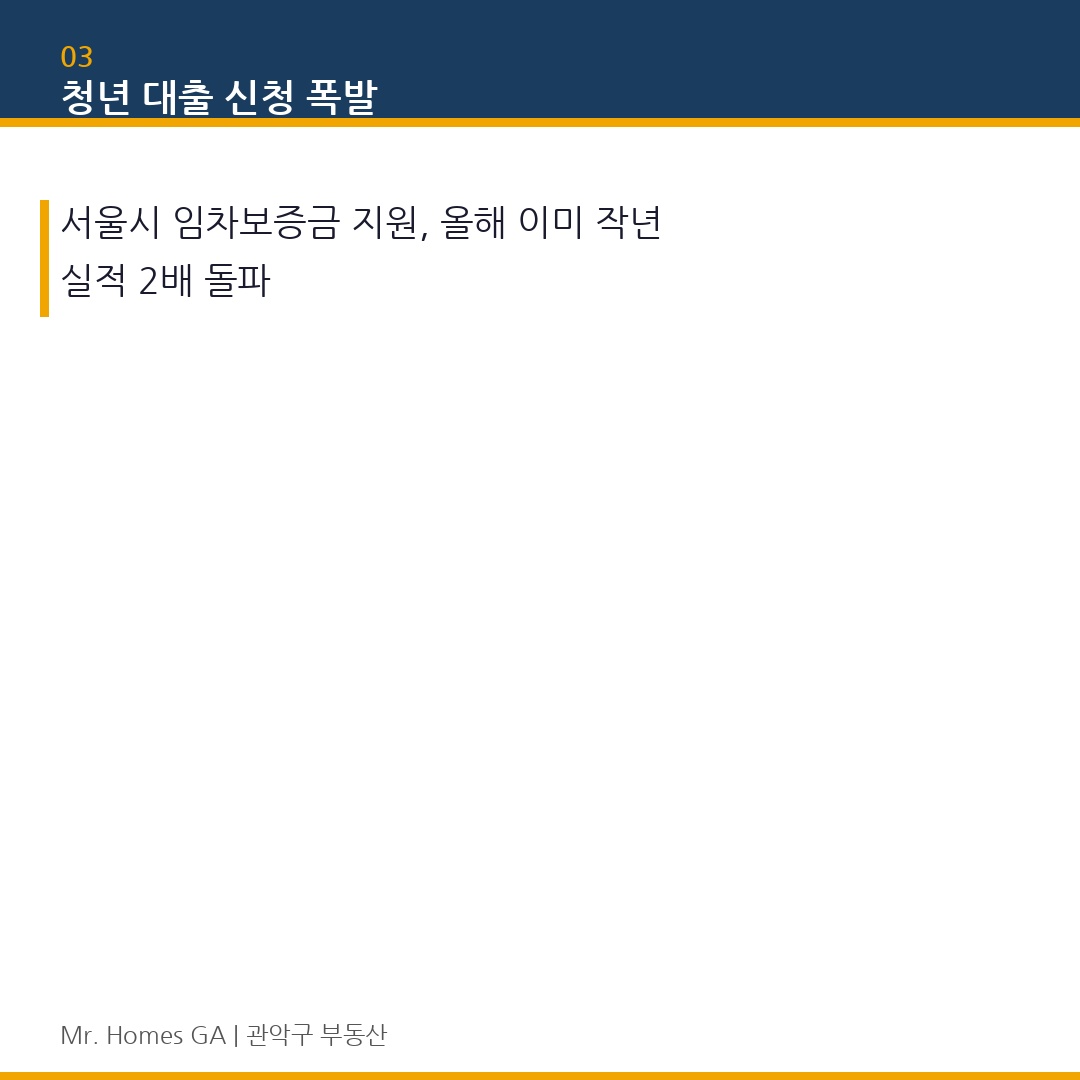 03
청년 대출 신청 폭발
서울시 임차보증금 지원, 올해 이미 작년
실적 2배 돌파
Mr. Homes GA | 관악구 부동산